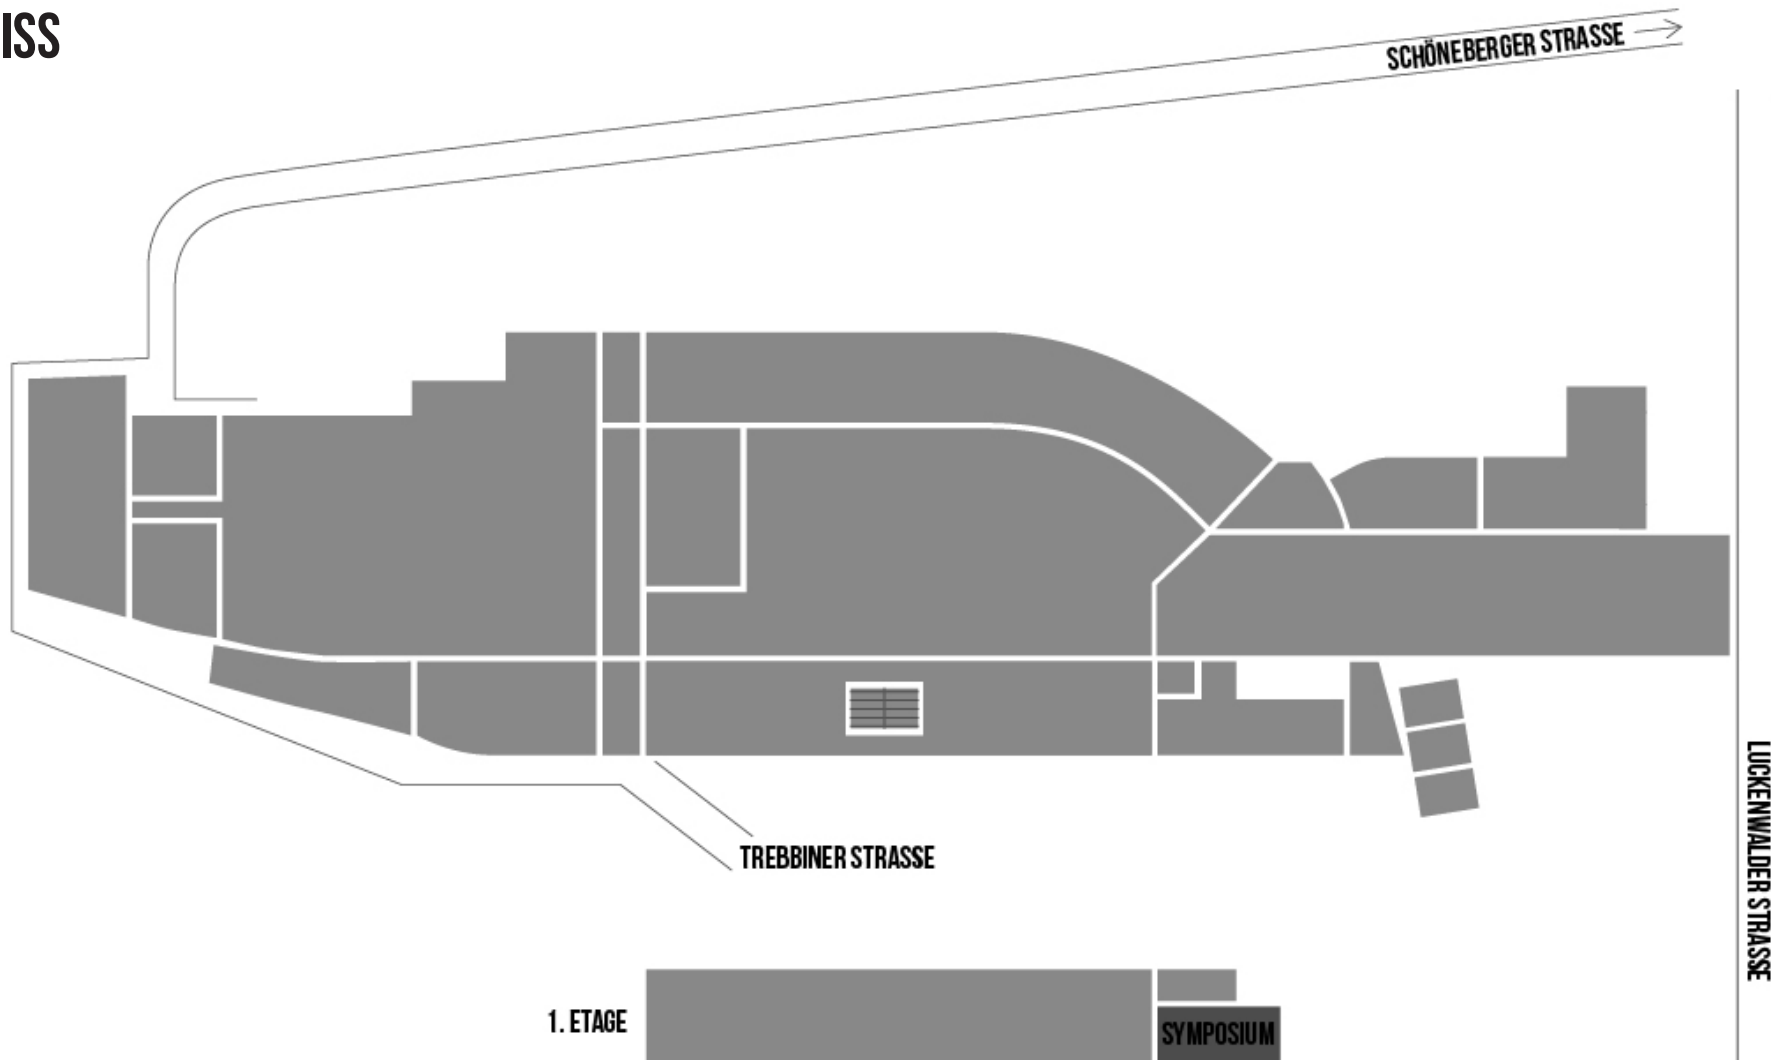 ISS
SCHÖNEBERGER STRASSE
LUCKENWALDER STRASSE
TREBBINER STRASSE
1. ETAGE
SYMPOSIUM